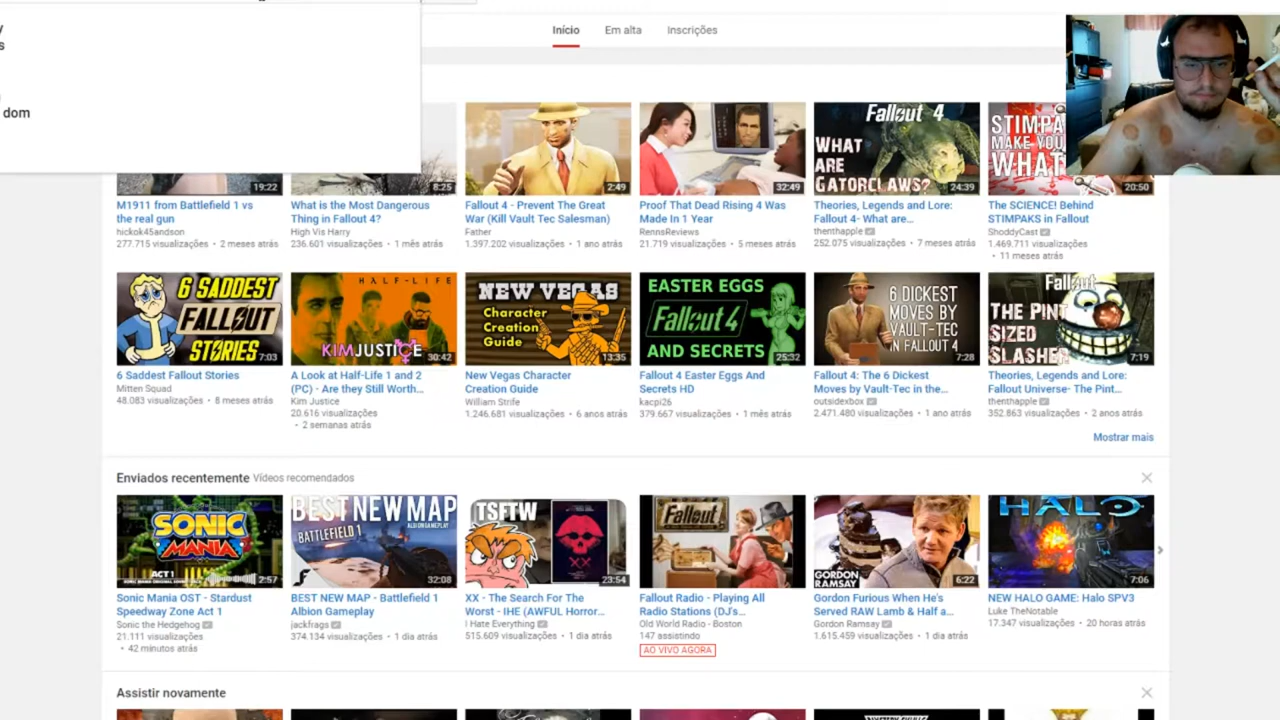 dom
Início
Em alta
Inscrições
19:22
8:25
2:49
32:49
Fallout 4
WHAT
ARE
GATORCLAWS?
24:39
STIMPA
MAKE YOU
WHAT
20:50
M1911 from Battlefield 1 vs
the real gun
hickok45andson
277.715 visualizações • 2 meses atrás
What is the Most Dangerous
Thing in Fallout 4?
High Vis Harry
236.601 visualizações • 1 mês atrás
Fallout 4 - Prevent The Great
War (Kill Vault Tec Salesman)
Father
1.397.202 visualizações • 1 ano atrás
Proof That Dead Rising 4 Was
Made In 1 Year
RennsReviews
21.719 visualizações • 5 meses atrás
Theories, Legends and Lore:
Fallout 4- What are...
thenthapple
252.075 visualizações • 7 meses atrás
The SCIENCE! Behind
STIMPAKS in Fallout
ShoddyCast
1.469.711 visualizações
• 11 meses atrás
6 SADDEST
FALLOUT
STORIES
7:03
HALF-LIFE
KIMJUSTICE
30:42
NEW VEGAS
Character
Creation
Guide
13:35
EASTER EGGS
Fallout 4
AND SECRETS
25:32
6 DICKEST
MOVES BY
VAULT-TEC
IN FALLOUT 4
7:28
Fallout
THE PINT
SIZED
SLASHER
7:19
6 Saddest Fallout Stories
Mitten Squad
48.083 visualizações • 8 meses atrás
A Look at Half-Life 1 and 2
(PC) - Are they Still Worth...
Kim Justice
20.616 visualizações
• 2 semanas atrás
New Vegas Character
Creation Guide
William Strife
1.246.681 visualizações • 6 anos atrás
Fallout 4 Easter Eggs And
Secrets HD
kacpi26
379.667 visualizações • 1 mês atrás
Fallout 4: The 6 Dickest
Moves by Vault-Tec in the...
outsidexbox
2.471.480 visualizações • 1 ano atrás
Theories, Legends and Lore:
Fallout Universe- The Pint...
thenthapple
352.863 visualizações • 2 anos atrás
Mostrar mais
Enviados recentemente Vídeos recomendados
SONIC
MANIA
ACT 1
2:57
BEST NEW MAP
ALBION GAMEPLAY
BATTLEFIELD 1
32:08
TSFTW
XX
23:54
Fallout
GORDON
RAMSAY
6:22
HALO
7:06
Sonic Mania OST - Stardust
Speedway Zone Act 1
Sonic the Hedgehog
21.111 visualizações
• 42 minutos atrás
BEST NEW MAP - Battlefield 1
Albion Gameplay
jackfrags
374.134 visualizações • 1 dia atrás
XX - The Search For The
Worst - IHE (AWFUL Horror...
I Hate Everything
515.609 visualizações • 1 dia atrás
Fallout Radio - Playing All
Radio Stations (DJ's...
Old World Radio - Boston
147 assistindo
AO VIVO AGORA
Gordon Furious When He's
Served RAW Lamb & Half a...
Gordon Ramsay
1.615.459 visualizações • 1 dia atrás
NEW HALO GAME: Halo SPV3
Luke TheNotable
17.347 visualizações • 20 horas atrás
Assistir novamente